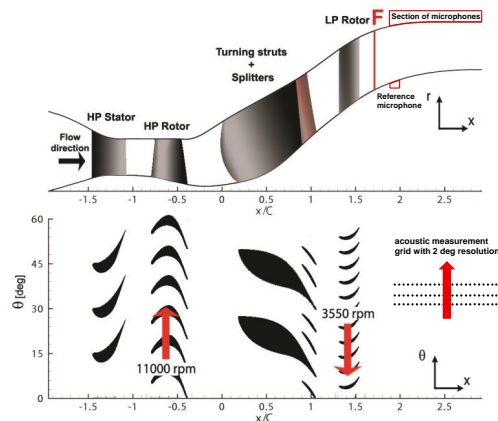 LP Rotor F Section of microphones
Turning struts
+
Splitters
Reference
microphone
r
x
HP Stator
HP Rotor
Flow
direction
-1.5 -1 -0.5 0 0.5 1 1.5 2 2.5
x/C
60
45
30
15
0
θ [deg]
acoustic measurement
grid with 2 deg resolution
3550 rpm
11000 rpm
θ
x
-1.5 -1 -0.5 0 0.5 1 1.5 2 2.5
x/C